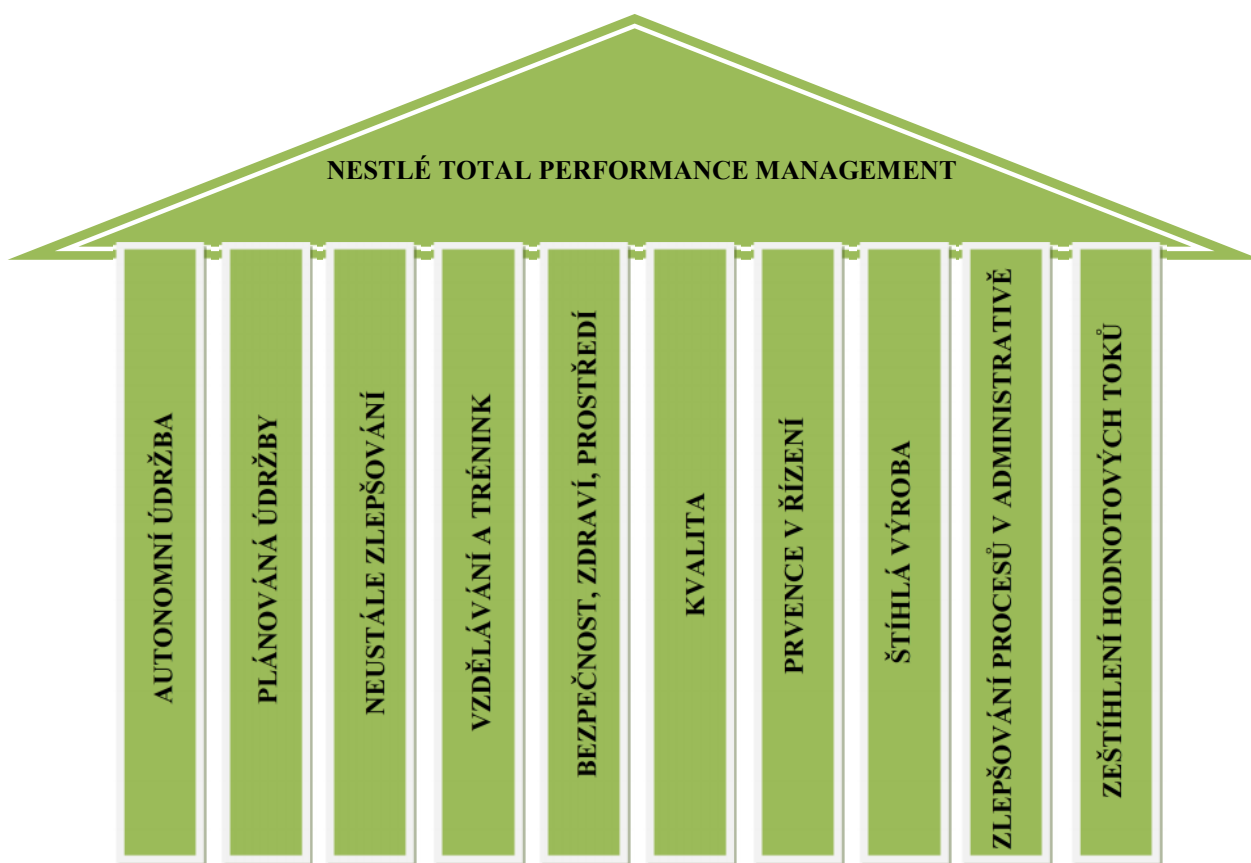 NESTLÉ TOTAL PERFORMANCE MANAGEMENT
AUTONOMNÍ ÚDRŽBA
PLÁNOVANÁ ÚDRŽBY
NEUSTÁLE ZLEPŠOVÁNÍ
VZDĚLÁVÁNÍ A TRÉNINK
BEZPEČNOST, ZDRAVÍ, PROSTŘEDÍ
KVALITA
PRVENCE V ŘÍZENÍ
ŠTÍHLÁ VÝROBA
ZLEPŠOVÁNÍ PROCESŮ V ADMINISTRATIVĚ
ZEŠTÍHLENÍ HODNOTOVÝCH TOKŮ